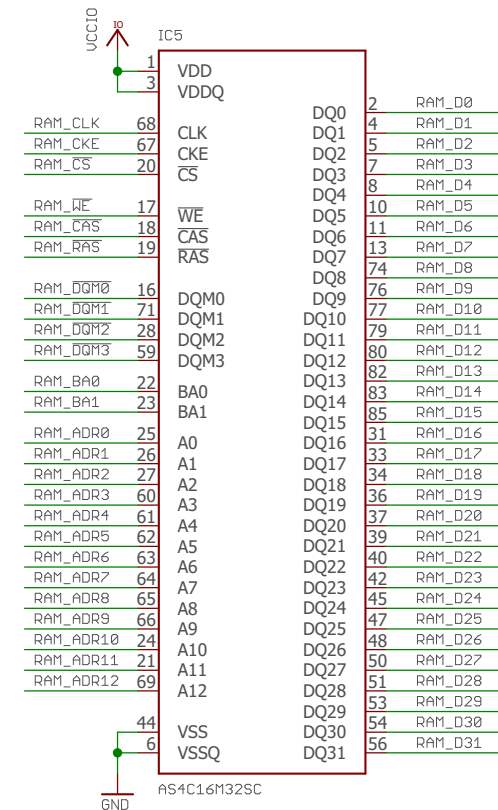 VCCIO IO
IC5
1 VDD
3 VDDQ
DQ0 2 RAM_D0
RAM_CLK 68 CLK DQ1 4 RAM_D1
RAM_CKE 67 CKE DQ2 5 RAM_D2
RAM_CS 20 CS DQ3 7 RAM_D3
DQ4 8 RAM_D4
RAM_WE 17 WE DQ5 10 RAM_D5
RAM_CAS 18 CAS DQ6 11 RAM_D6
RAM_RAS 19 RAS DQ7 13 RAM_D7
DQ8 74 RAM_D8
RAM_DQM0 16 DQM0 DQ9 76 RAM_D9
RAM_DQM1 71 DQM1 DQ10 77 RAM_D10
RAM_DQM2 28 DQM2 DQ11 79 RAM_D11
RAM_DQM3 59 DQM3 DQ12 80 RAM_D12
DQ13 82 RAM_D13
RAM_BA0 22 BA0 DQ14 83 RAM_D14
RAM_BA1 23 BA1 DQ15 85 RAM_D15
RAM_ADR0 25 A0 DQ16 31 RAM_D16
RAM_ADR1 26 A1 DQ17 33 RAM_D17
RAM_ADR2 27 A2 DQ18 34 RAM_D18
RAM_ADR3 60 A3 DQ19 36 RAM_D19
RAM_ADR4 61 A4 DQ20 37 RAM_D20
RAM_ADR5 62 A5 DQ21 39 RAM_D21
RAM_ADR6 63 A6 DQ22 40 RAM_D22
RAM_ADR7 64 A7 DQ23 42 RAM_D23
RAM_ADR8 65 A8 DQ24 45 RAM_D24
RAM_ADR9 66 A9 DQ25 47 RAM_D25
RAM_ADR10 24 A10 DQ26 48 RAM_D26
RAM_ADR11 21 A11 DQ27 50 RAM_D27
RAM_ADR12 69 A12 DQ28 51 RAM_D28
DQ29 53 RAM_D29
44 VSS DQ30 54 RAM_D30
6 VSSQ DQ31 56 RAM_D31
AS4C16M32SC
GND